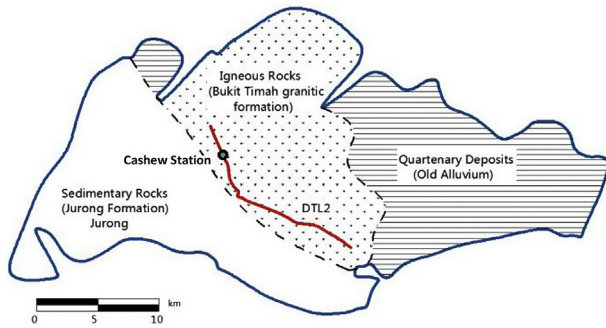 Igneous Rocks
(Bukit Timah granitic
formation)
Cashew Station
Quartenary Deposits
(Old Alluvium)
Sedimentary Rocks
(Jurong Formation)
Jurong
DTL2
km
0 5 10